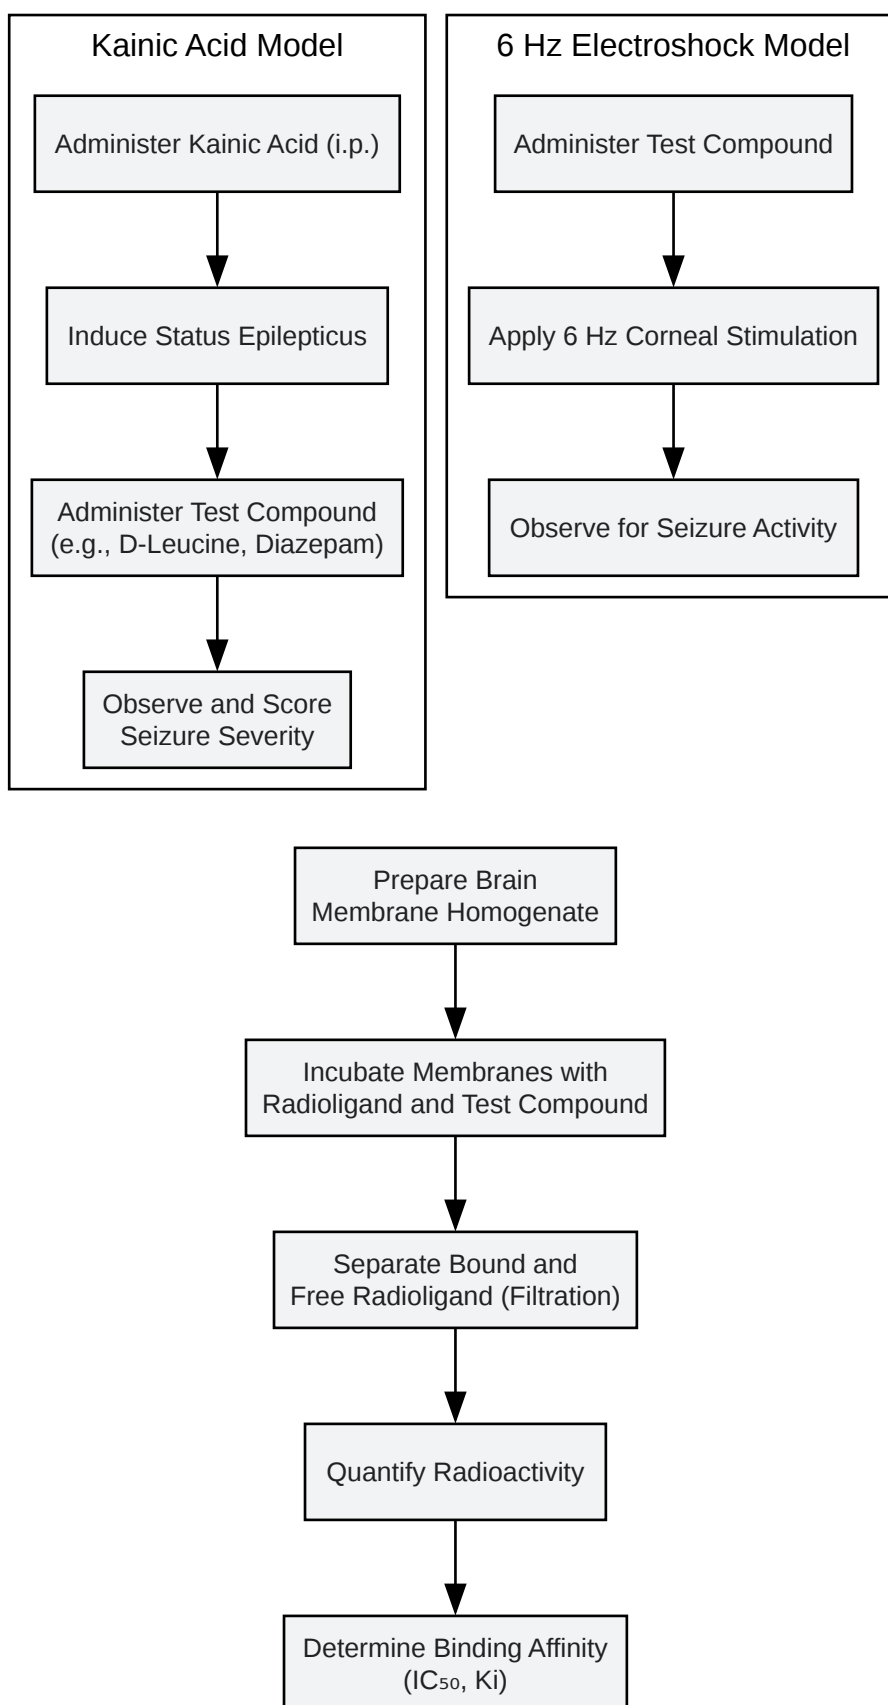 Kainic Acid Model
Administer Kainic Acid (i.p.)
Induce Status Epilepticus
Administer Test Compound
(e.g., D-Leucine, Diazepam)
Observe and Score
Seizure Severity
6 Hz Electroshock Model
Administer Test Compound
Apply 6 Hz Corneal Stimulation
Observe for Seizure Activity
Prepare Brain
Membrane Homogenate
Incubate Membranes with
Radioligand and Test Compound
Separate Bound and
Free Radioligand (Filtration)
Quantify Radioactivity
Determine Binding Affinity
(IC₅₀, Ki)